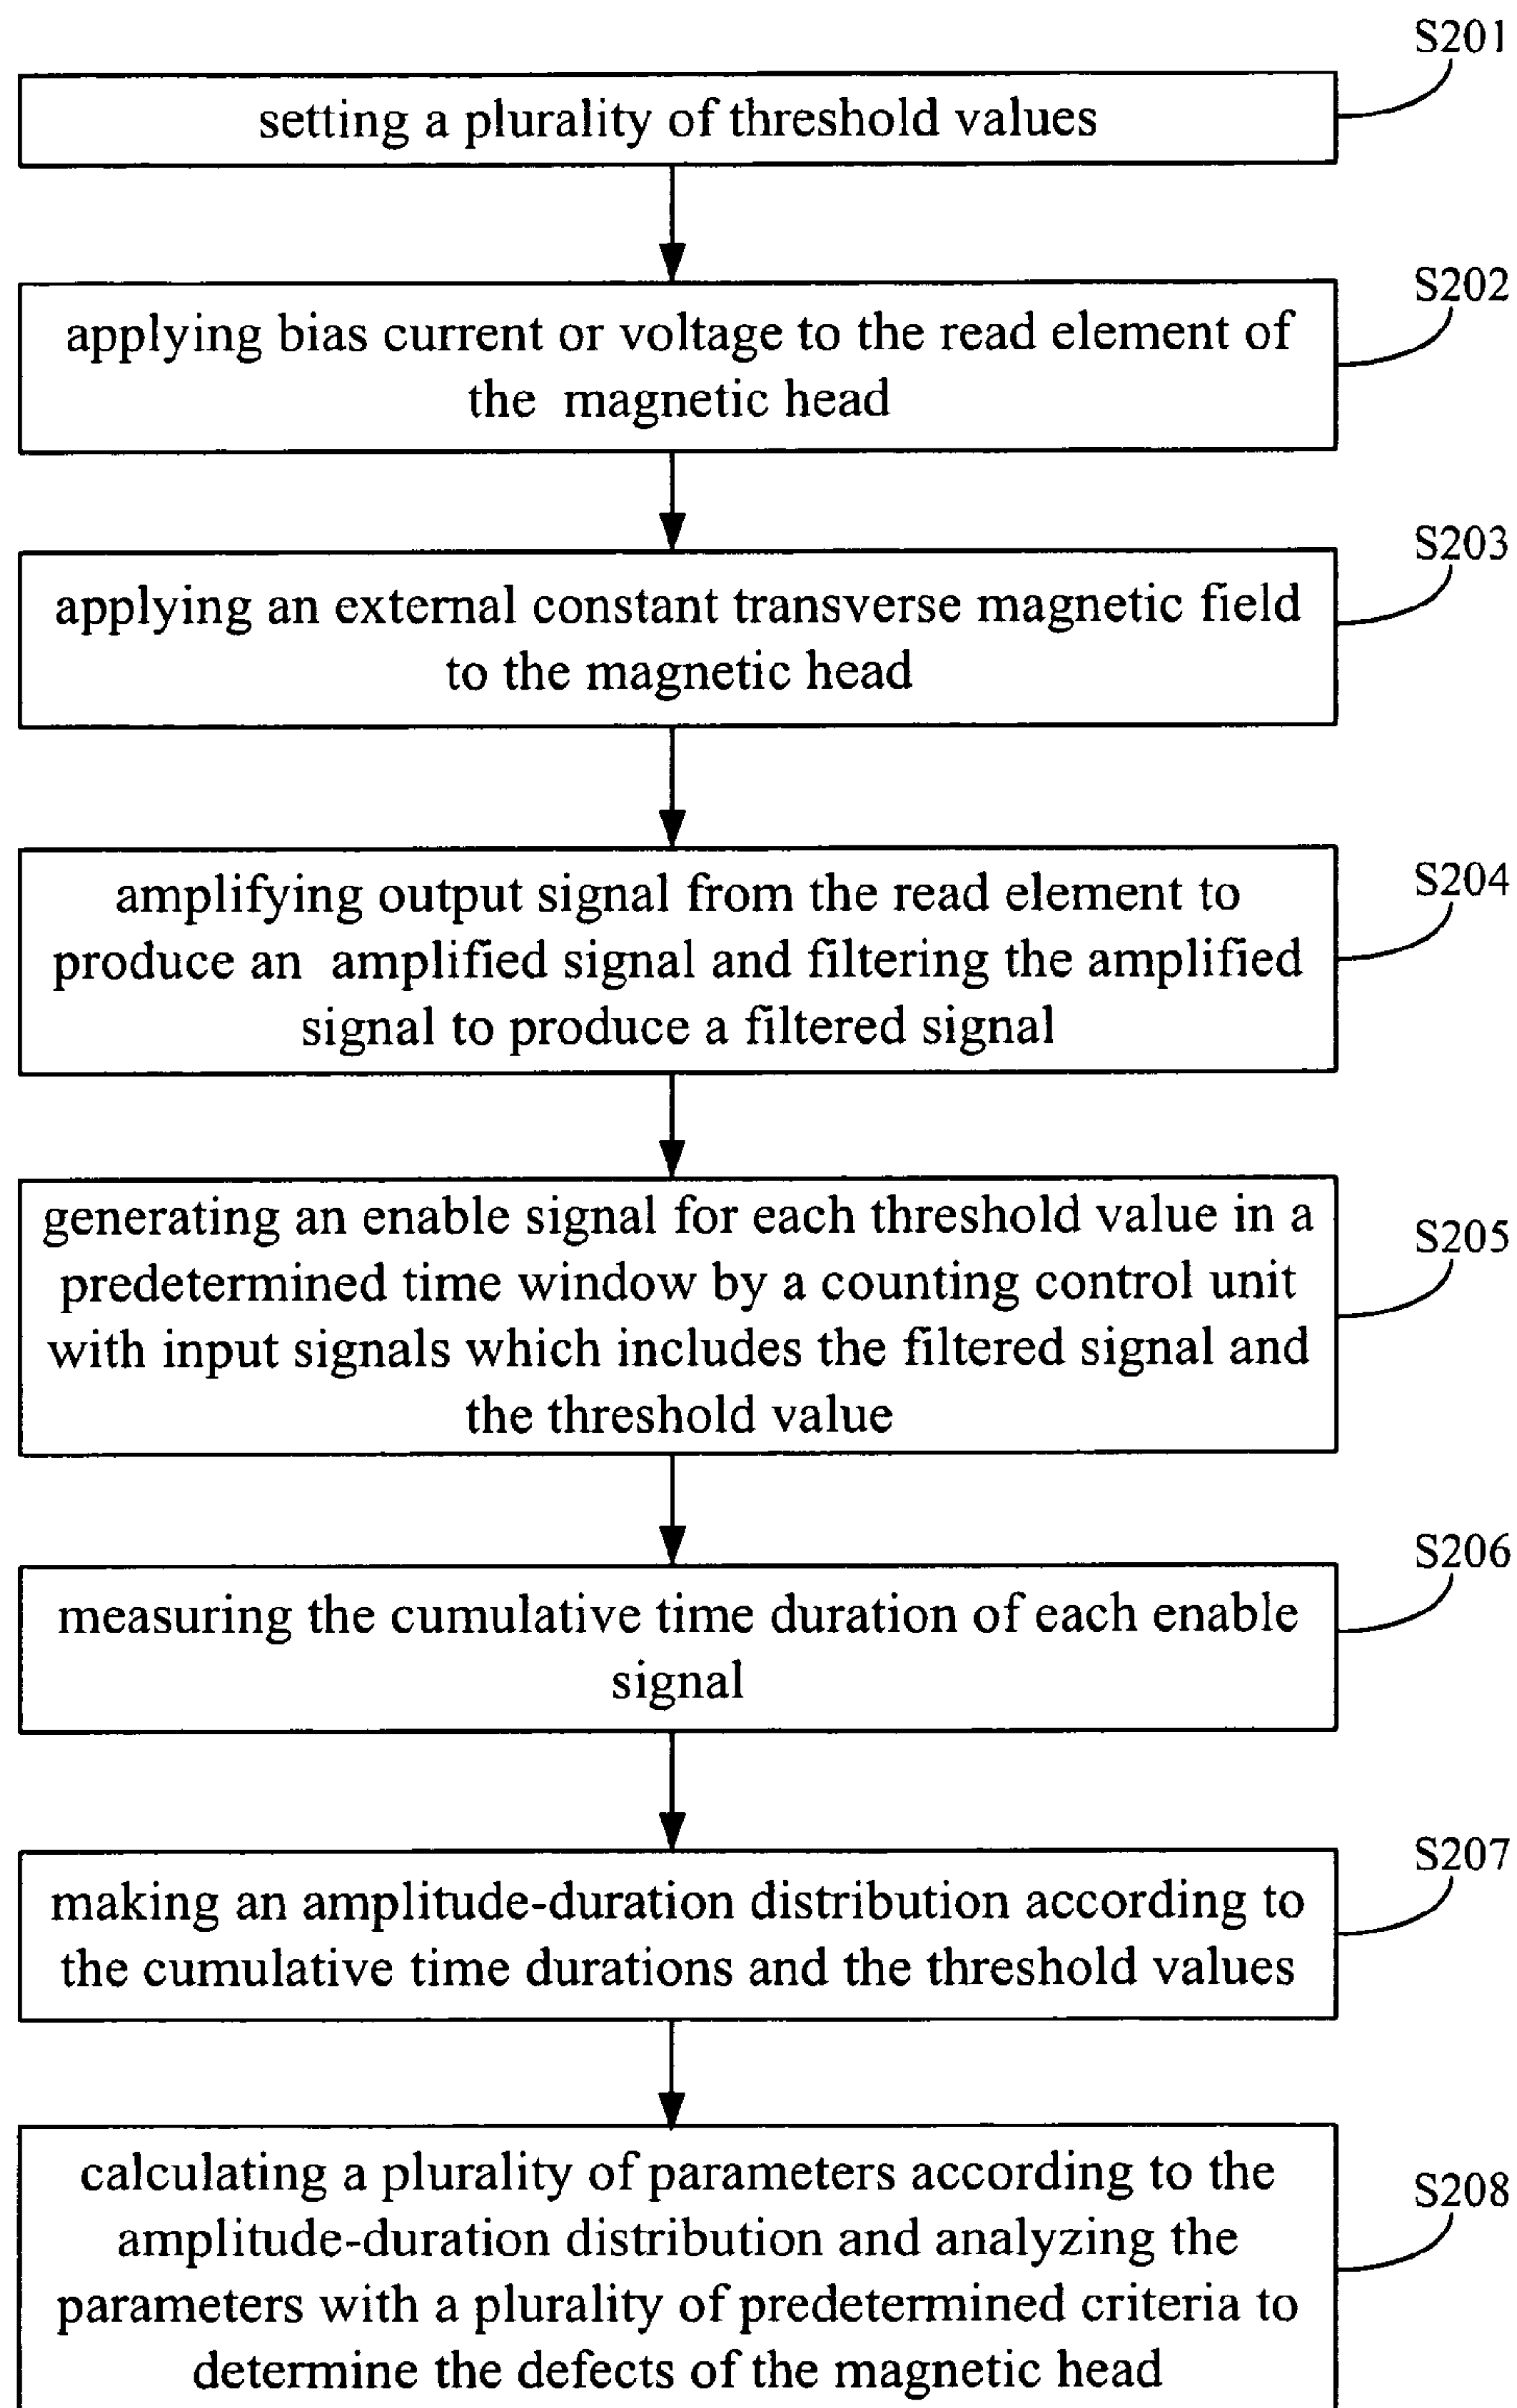 S201
setting a plurality of threshold values
S202
applying bias current or voltage to the read element of
the magnetic head
S203
applying an external constant transverse magnetic field
to the magnetic head
S204
amplifying output signal from the read element to
produce an amplified signal and filtering the amplified
signal to produce a filtered signal
S205
generating an enable signal for each threshold value in a
predetermined time window by a counting control unit
with input signals which includes the filtered signal and
the threshold value
S206
measuring the cumulative time duration of each enable
signal
S207
making an amplitude-duration distribution according to
the cumulative time durations and the threshold values
S208
calculating a plurality of parameters according to the
amplitude-duration distribution and analyzing the
parameters with a plurality of predetermined criteria to
determine the defects of the magnetic head